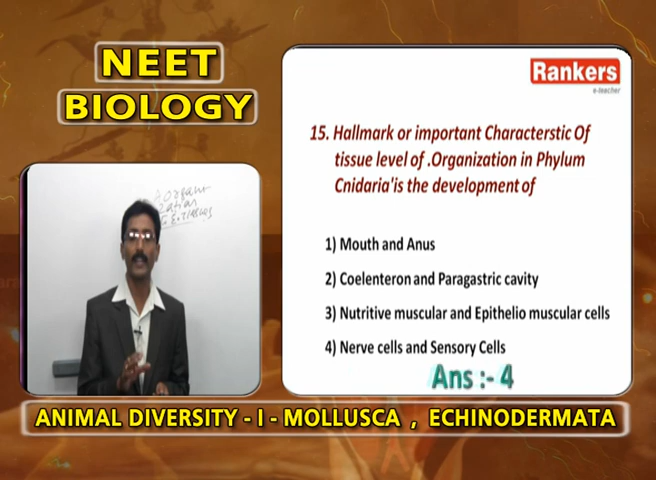 NEET
BIOLOGY
Rankers
e-teacher
15. Hallmark or important Characterstic Of
tissue level of .Organization in Phylum
Cnidaria'is the development of
1) Mouth and Anus
2) Coelenteron and Paragastric cavity
3) Nutritive muscular and Epithelio muscular cells
4) Nerve cells and Sensory Cells
Ans :- 4
ANIMAL DIVERSITY - I - MOLLUSCA , ECHINODERMATA